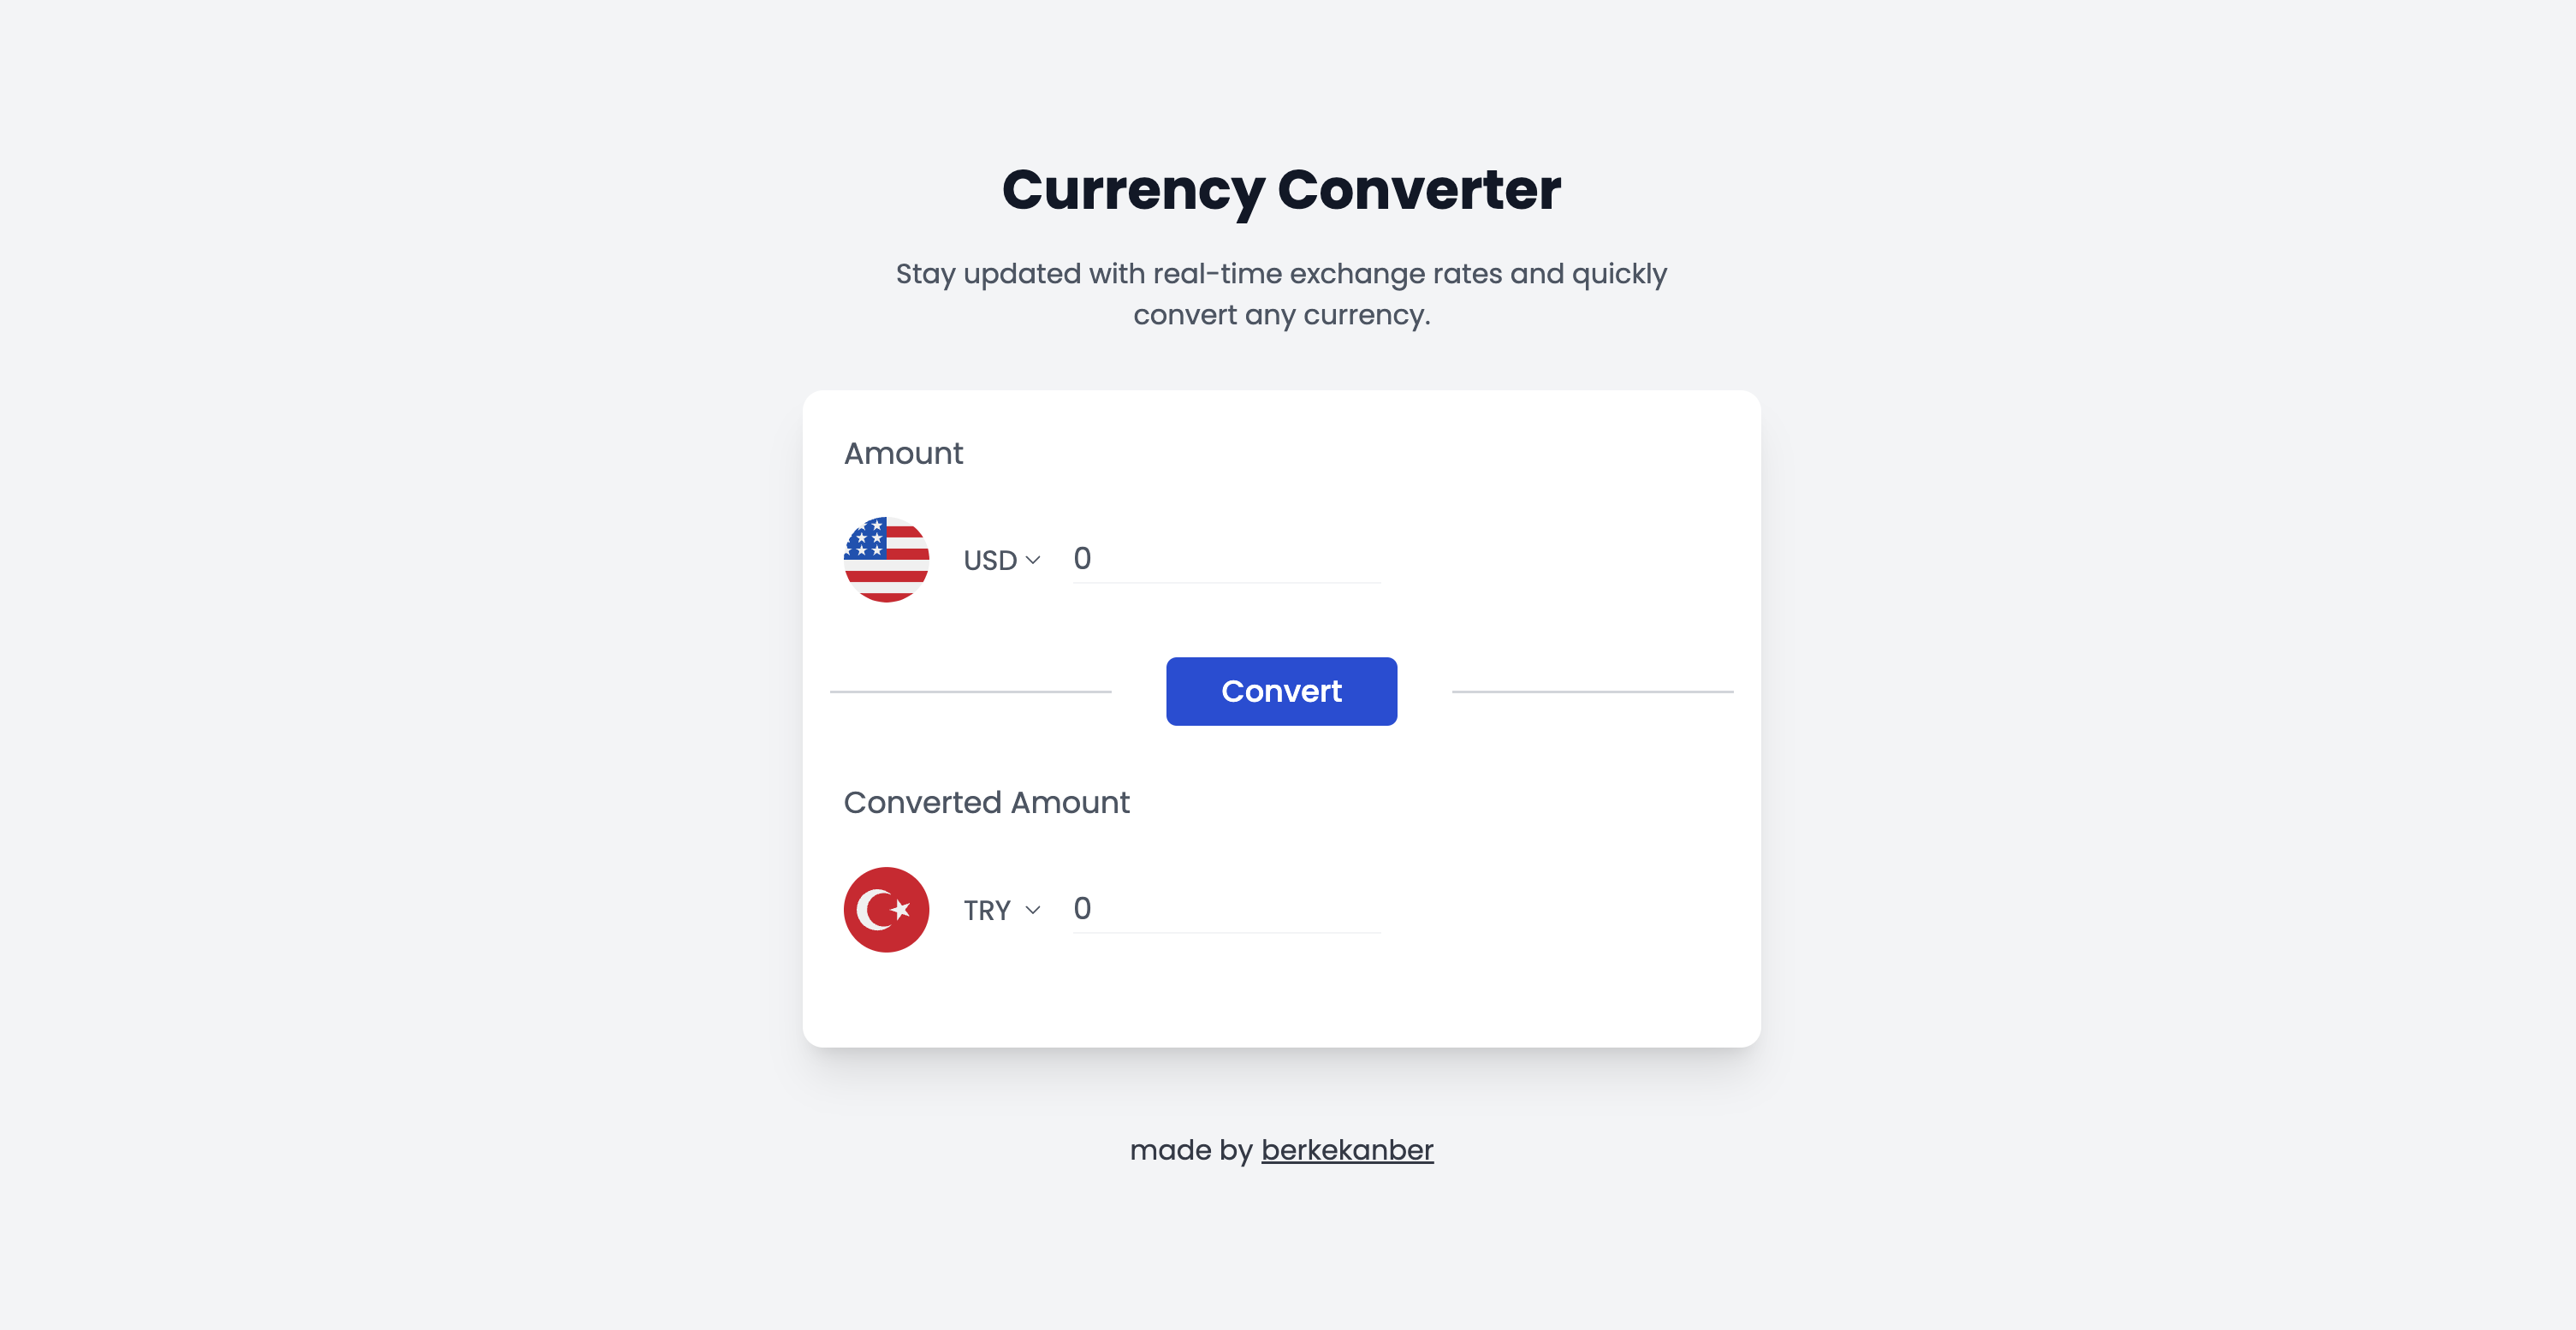 Currency Converter
Stay updated with real-time exchange rates and quickly
convert any currency.
Amount
USD 0
Convert
Converted Amount
TRY 0
made by berkekanber